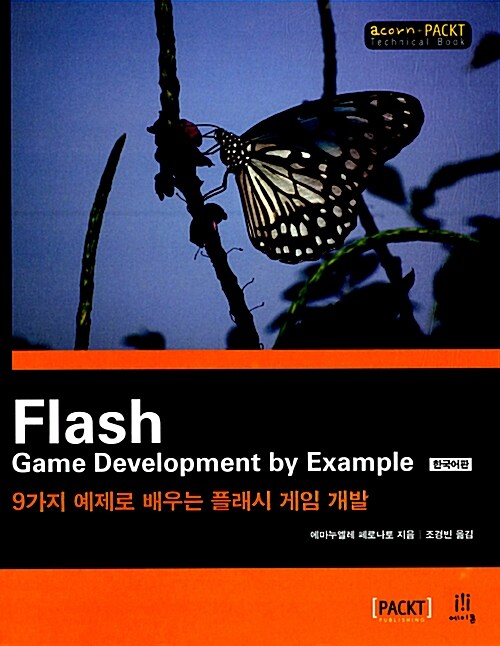 acorn·PACKT
Technical Book
Flash
Game Development by Example 한국어판
9가지 예제로 배우는 플래시 게임 개발
에마누엘레 페로나토 지음 | 조경빈 옮김
[PACKT]
PUBLISHING
에이콘